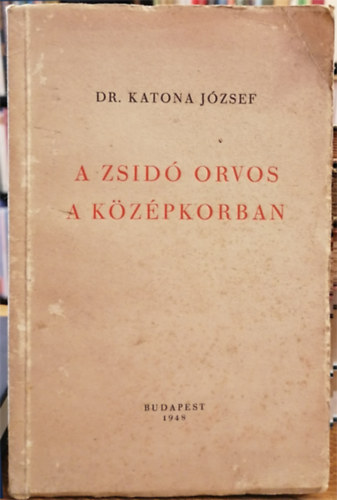 DR. KATONA JÓZSEF
A ZSIDÓ ORVOS
A KÖZÉPKORBAN
BUDAPEST
1948